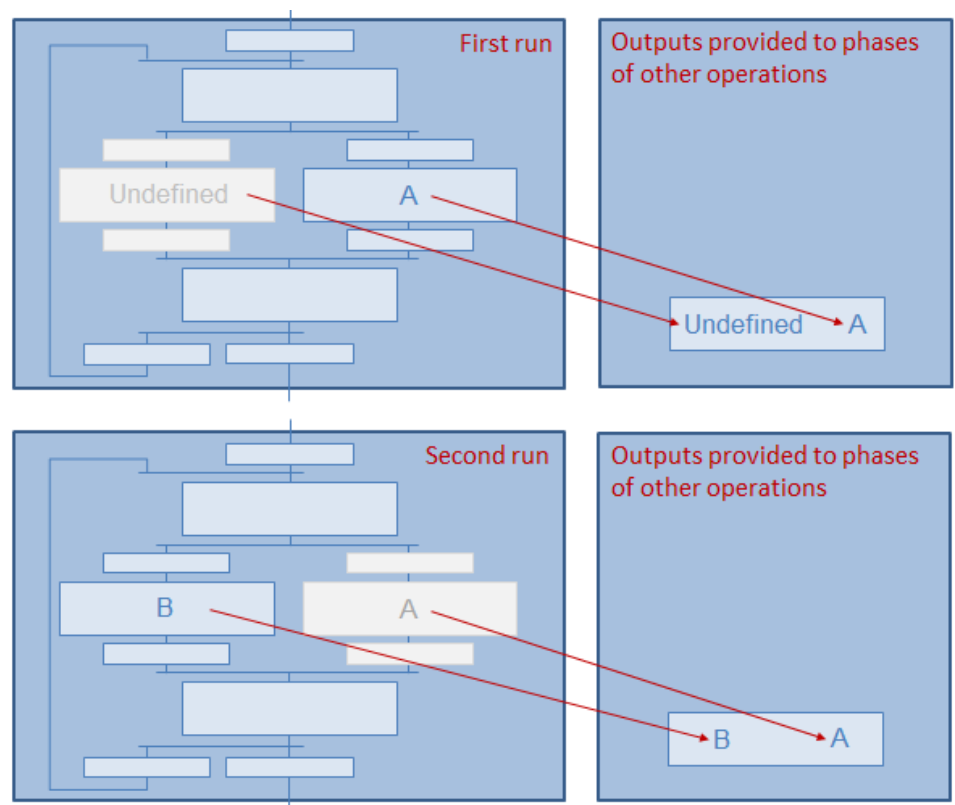 First run
Outputs provided to phases
of other operations
Undefined
A
Undefined A
Second run
Outputs provided to phases
of other operations
B
A
B A